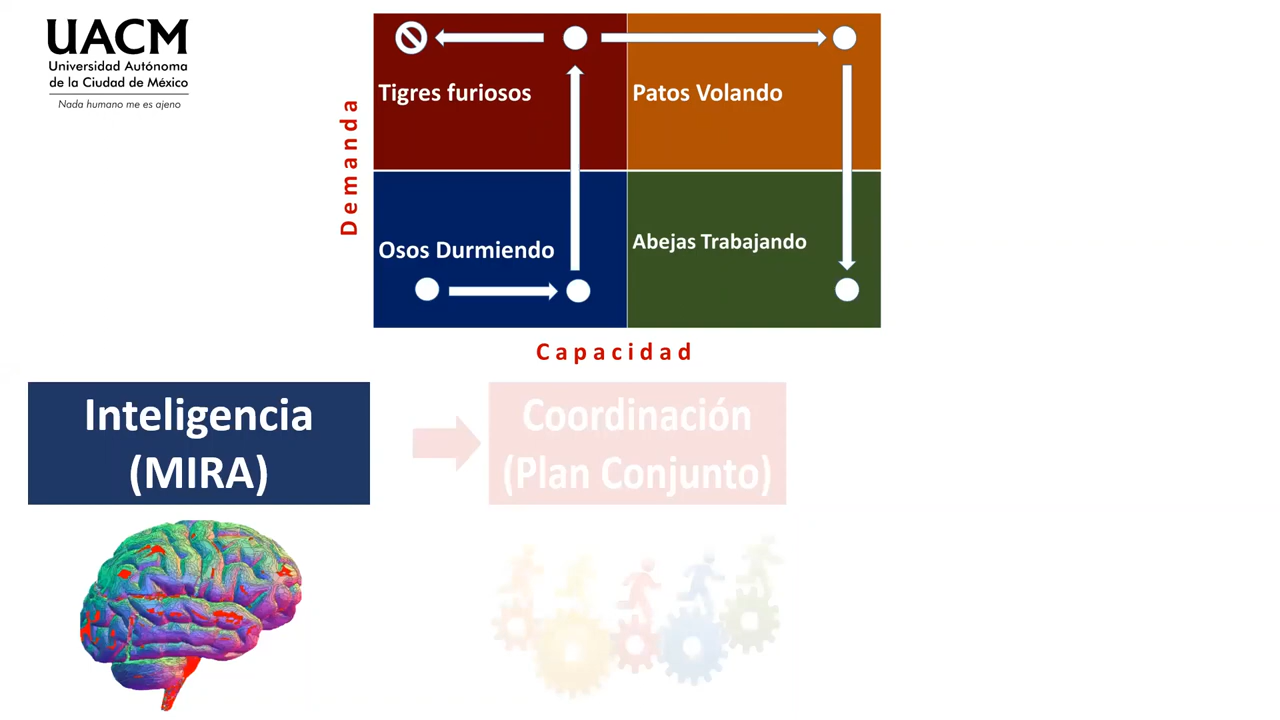 UACM
Universidad Autónoma
de la Ciudad de México
Nada humano me es ajeno
Demanda
Tigres furiosos
Patos Volando
Osos Durmiendo
Abejas Trabajando
Capacidad
Inteligencia
(MIRA)
Coordinación
(Plan Conjunto)